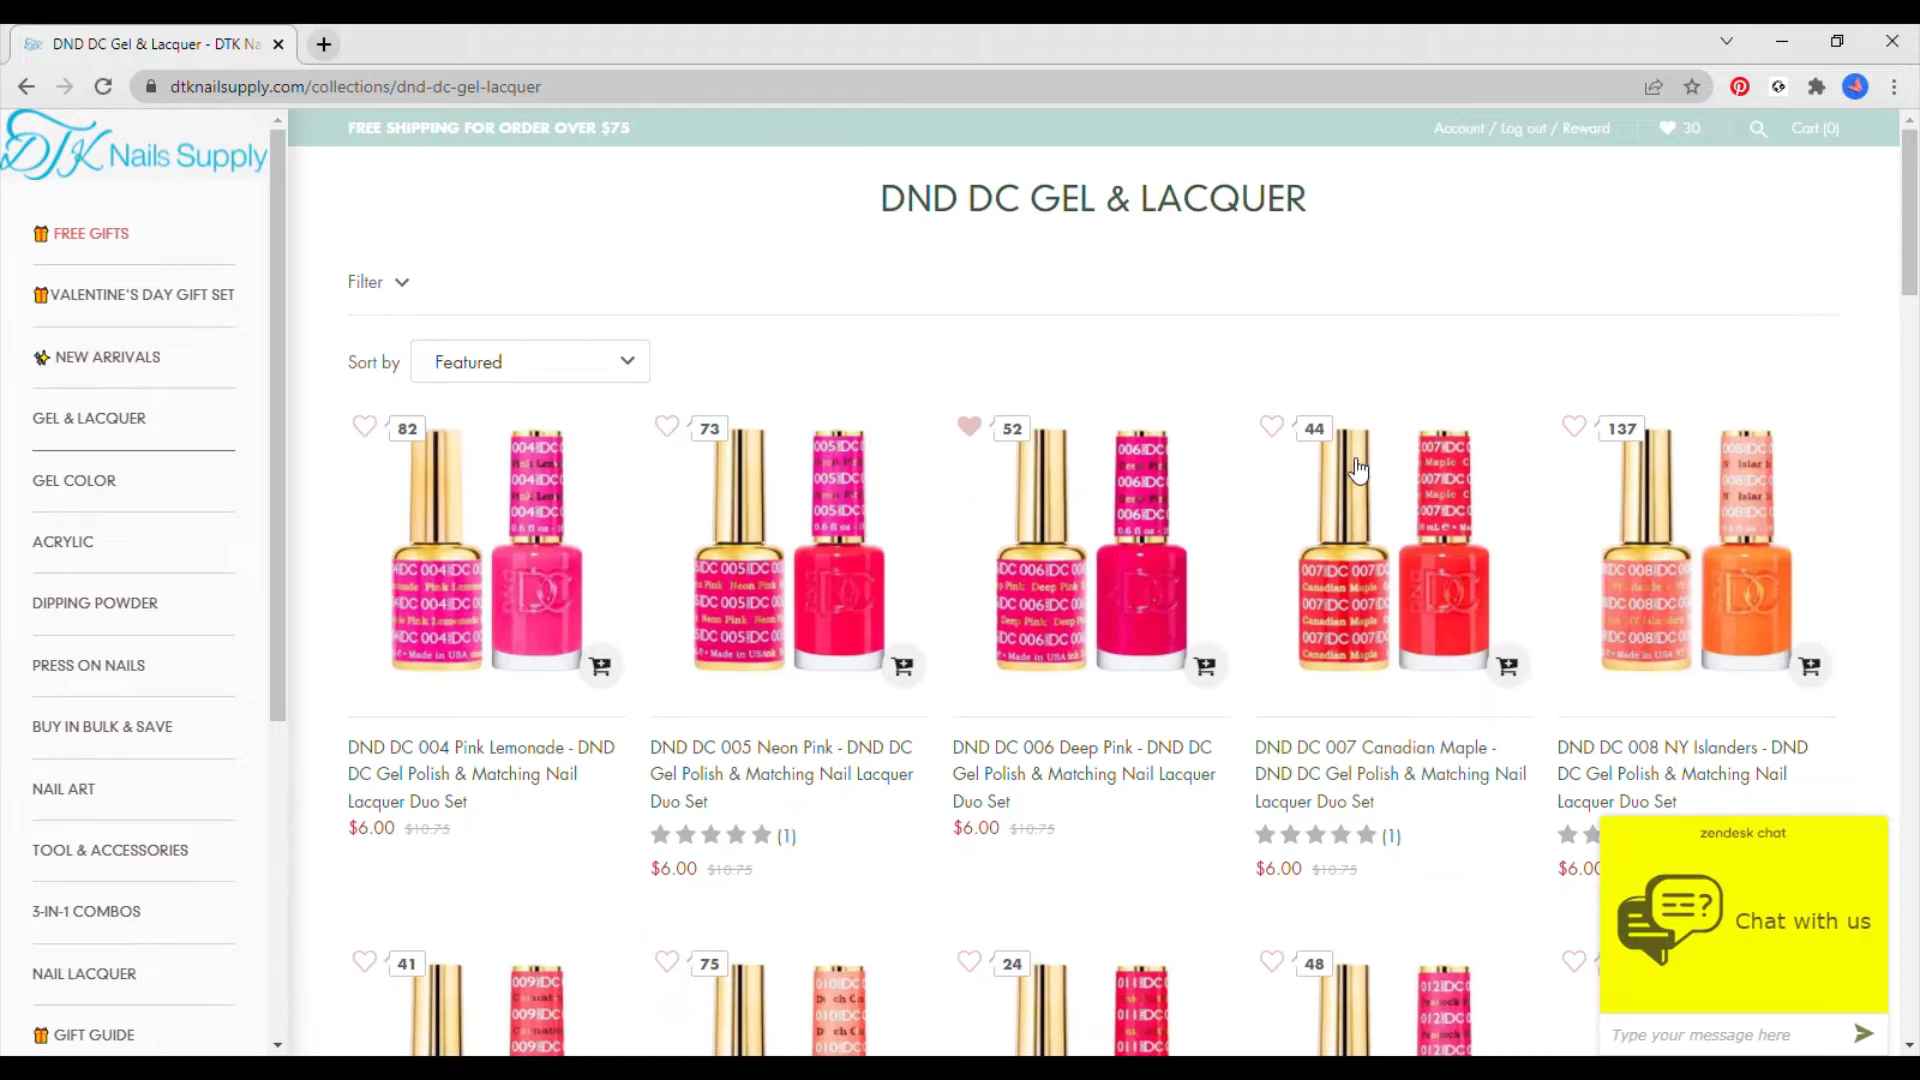 DND DC Gel & Lacquer - DTK Na
dtknailsupply.com/collections/dnd-dc-gel-lacquer
DTK Nails Supply
FREE SHIPPING FOR ORDER OVER $75
Account / Log out / Reward
30
Cart (0)
FREE GIFTS
VALENTINE'S DAY GIFT SET
NEW ARRIVALS
GEL & LACQUER
GEL COLOR
ACRYLIC
DIPPING POWDER
PRESS ON NAILS
BUY IN BULK & SAVE
NAIL ART
TOOL & ACCESSORIES
3-IN-1 COMBOS
NAIL LACQUER
GIFT GUIDE
DND DC GEL & LACQUER
Filter
Sort by
Featured
82
73
52
44
137
DND DC 004 Pink Lemonade - DND
DC Gel Polish & Matching Nail
Lacquer Duo Set
$6.00 $10.75
DND DC 005 Neon Pink - DND DC
Gel Polish & Matching Nail Lacquer
Duo Set
(1)
$6.00 $10.75
DND DC 006 Deep Pink - DND DC
Gel Polish & Matching Nail Lacquer
Duo Set
$6.00 $10.75
DND DC 007 Canadian Maple -
DND DC Gel Polish & Matching Nail
Lacquer Duo Set
(1)
$6.00 $10.75
DND DC 008 NY Islanders - DND
DC Gel Polish & Matching Nail
Lacquer Duo Set
$6.00
41
75
24
48
zendesk chat
Chat with us
Type your message here